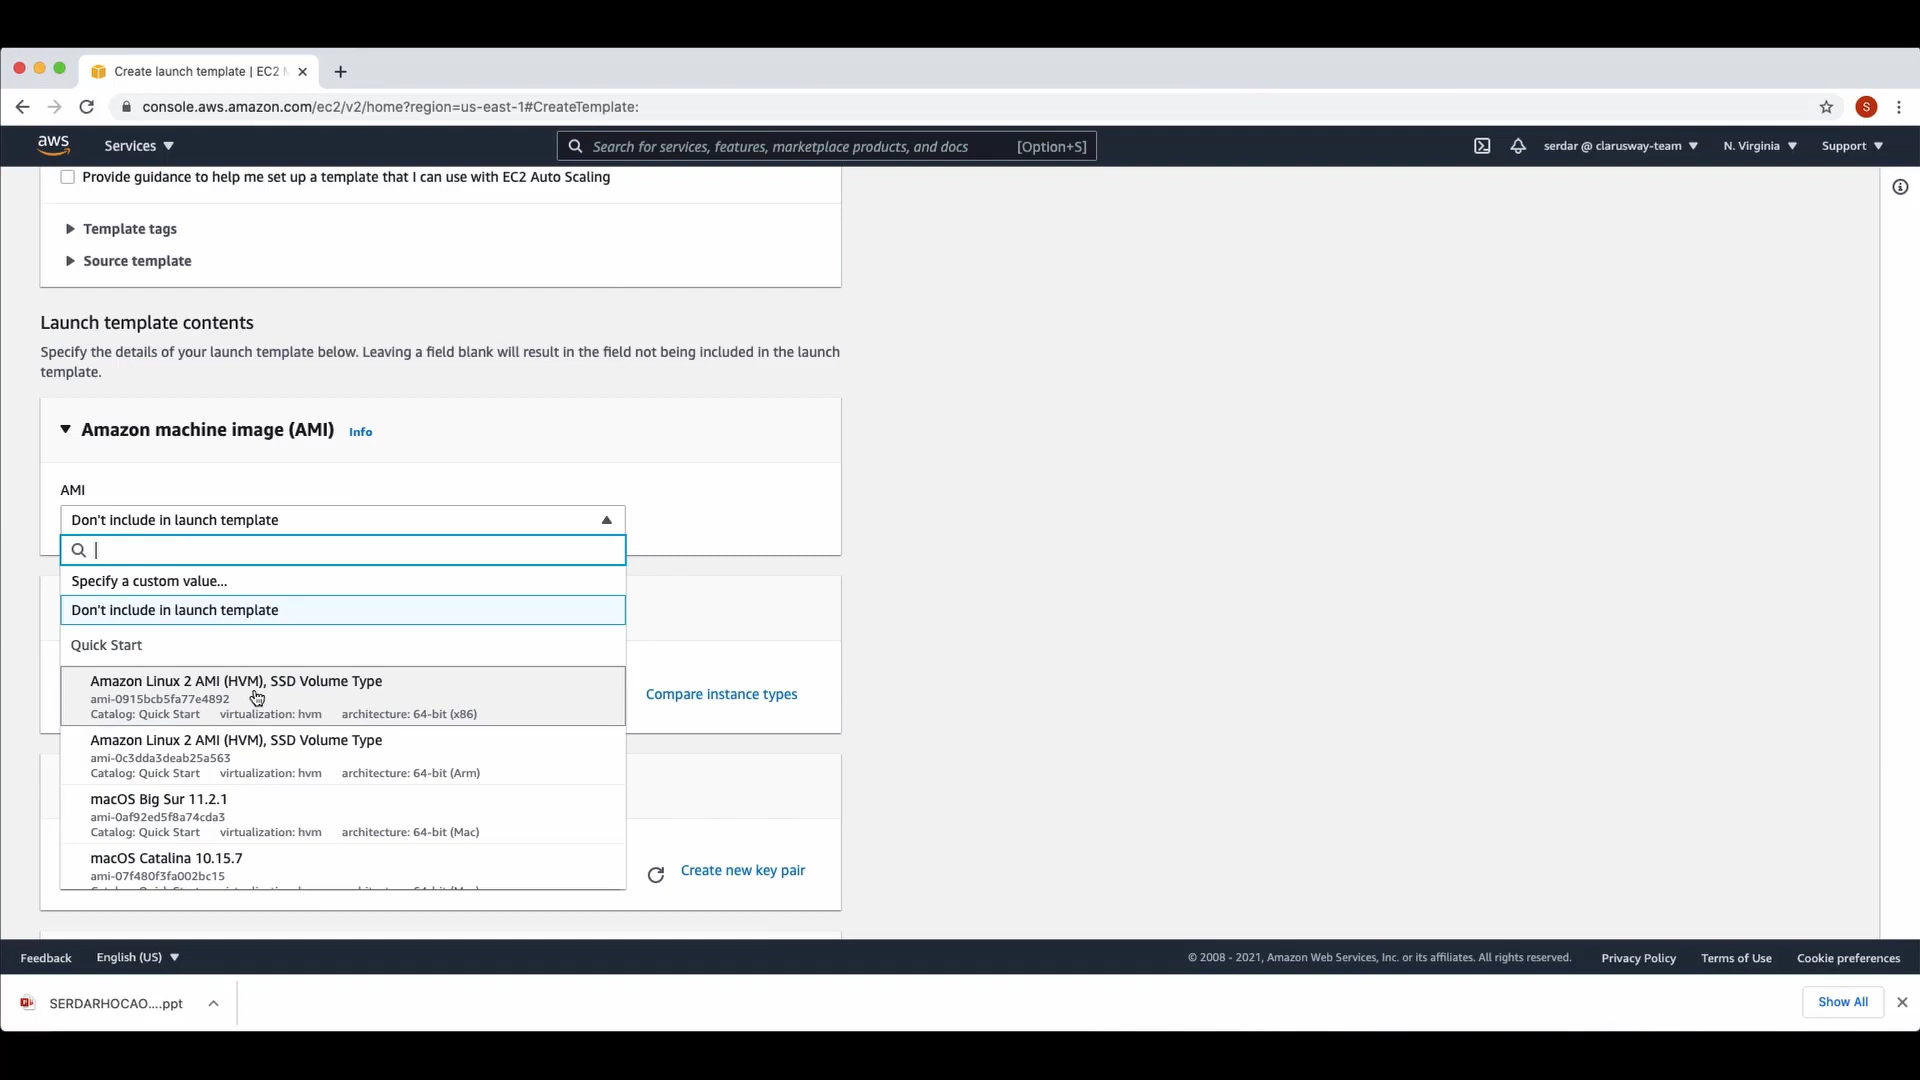 Create launch template | EC2 M
console.aws.amazon.com/ec2/v2/home?region=us-east-1#CreateTemplate:
S
aws
Services
Search for services, features, marketplace products, and docs
[Option+S]
serdar @ clarusway-team
N. Virginia
Support
Provide guidance to help me set up a template that I can use with EC2 Auto Scaling
Template tags
Source template
Launch template contents
Specify the details of your launch template below. Leaving a field blank will result in the field not being included in the launch
template.
Amazon machine image (AMI)
Info
AMI
Don't include in launch template
Specify a custom value...
Don't include in launch template
Quick Start
Amazon Linux 2 AMI (HVM), SSD Volume Type
ami-0915bcb5fa77e4892
Catalog: Quick Start virtualization: hvm architecture: 64-bit (x86)
Compare instance types
Amazon Linux 2 AMI (HVM), SSD Volume Type
ami-0c3dda3deab25a563
Catalog: Quick Start virtualization: hvm architecture: 64-bit (Arm)
macOS Big Sur 11.2.1
ami-0af92ed5f8a74cda3
Catalog: Quick Start virtualization: hvm architecture: 64-bit (Mac)
macOS Catalina 10.15.7
ami-07f480f3fa002bc15
Create new key pair
Feedback
English (US)
© 2008 - 2021, Amazon Web Services, Inc. or its affiliates. All rights reserved.
Privacy Policy
Terms of Use
Cookie preferences
SERDARHOCAO....ppt
Show All